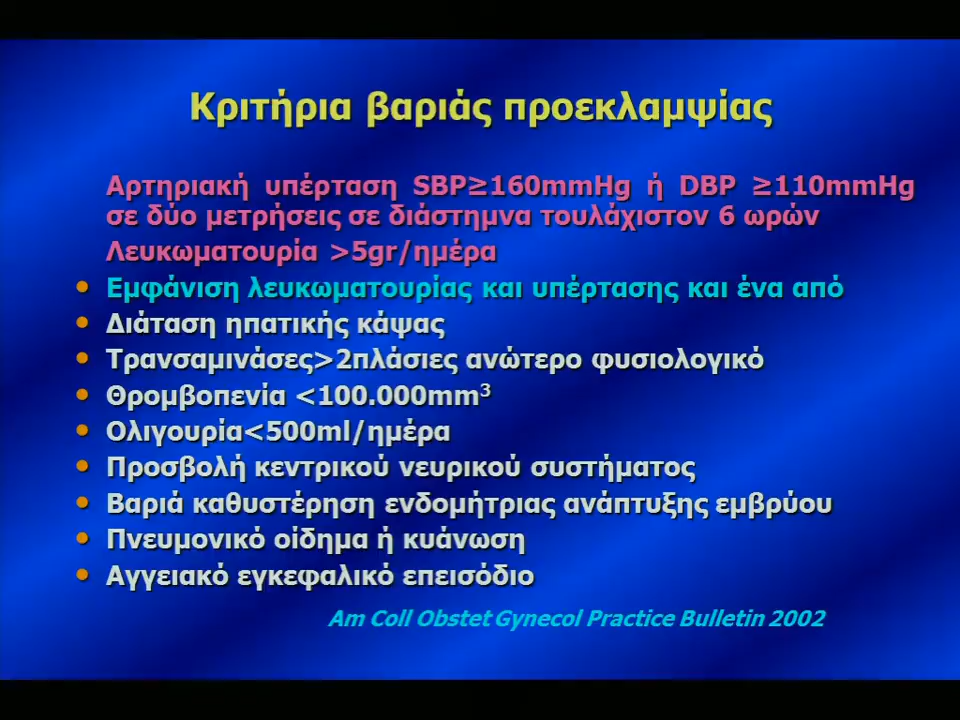 Κριτήρια βαριάς προεκλαμψίας
Αρτηριακή υπέρταση SBP≥160mmHg ή DBP ≥110mmHg
σε δύο μετρήσεις σε διάστημνα τουλάχιστον 6 ωρών
Λευκωματουρία >5gr/ημέρα
• Εμφάνιση λευκωματουρίας και υπέρτασης και ένα από
• Διάταση ηπατικής κάψας
• Τρανσαμινάσες>2πλάσιες ανώτερο φυσιολογικό
• Θρομβοπενία <100.000mm³
• Ολιγουρία<500ml/ημέρα
• Προσβολή κεντρικού νευρικού συστήματος
• Βαριά καθυστέρηση ενδομήτριας ανάπτυξης εμβρύου
• Πνευμονικό οίδημα ή κυάνωση
• Αγγειακό εγκεφαλικό επεισόδιο
Am Coll Obstet Gynecol Practice Bulletin 2002